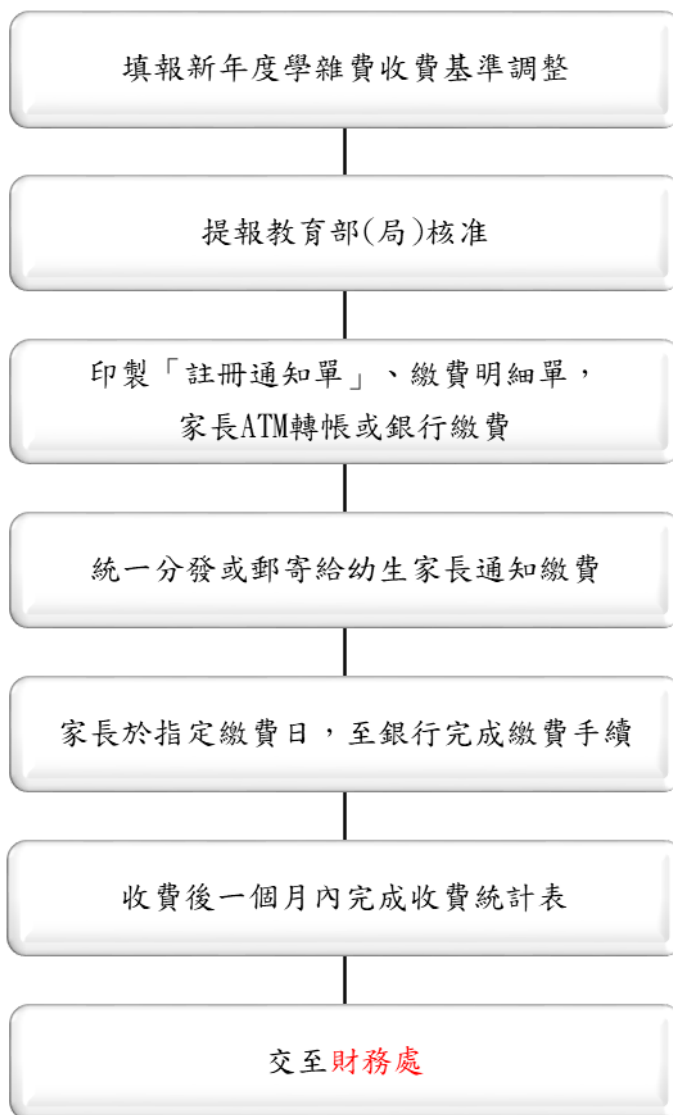 填報新年度學雜費收費基準調整
提報教育部(局)核准
印製「註冊通知單」、繳費明細單，
家長ATM轉帳或銀行繳費
統一分發或郵寄給幼生家長通知繳費
家長於指定繳費日，至銀行完成繳費手續
收費後一個月內完成收費統計表
交至財務處